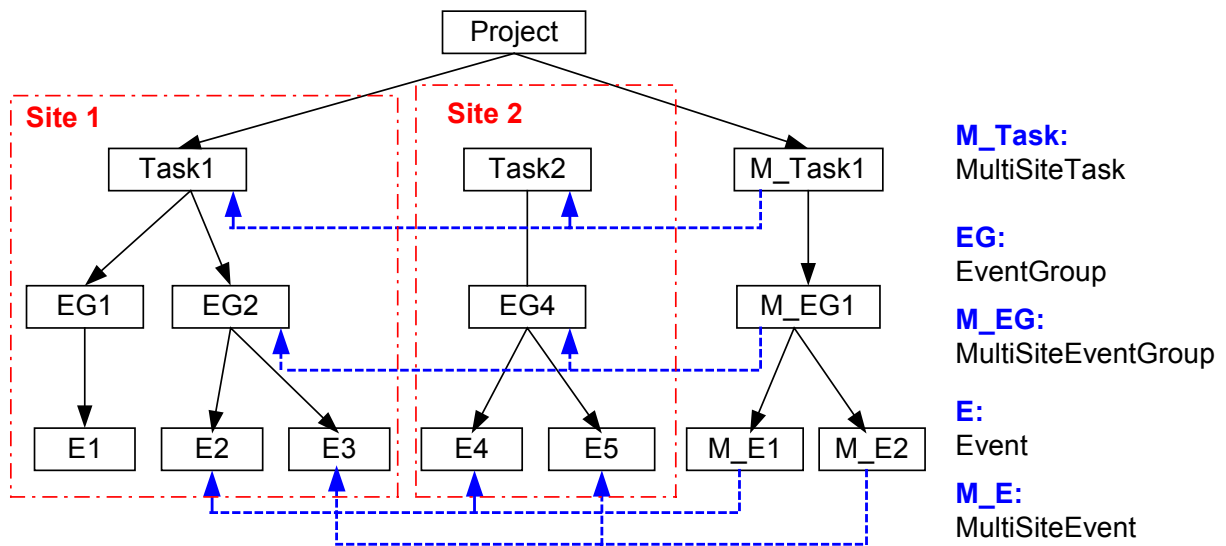 Project
Site 1
Site 2
Task1
Task2
M_Task1
EG1
EG2
EG4
M_EG1
E1
E2
E3
E4
E5
M_E1
M_E2
M_Task:
MultiSiteTask
EG:
EventGroup
M_EG:
MultiSiteEventGroup
E:
Event
M_E:
MultiSiteEvent